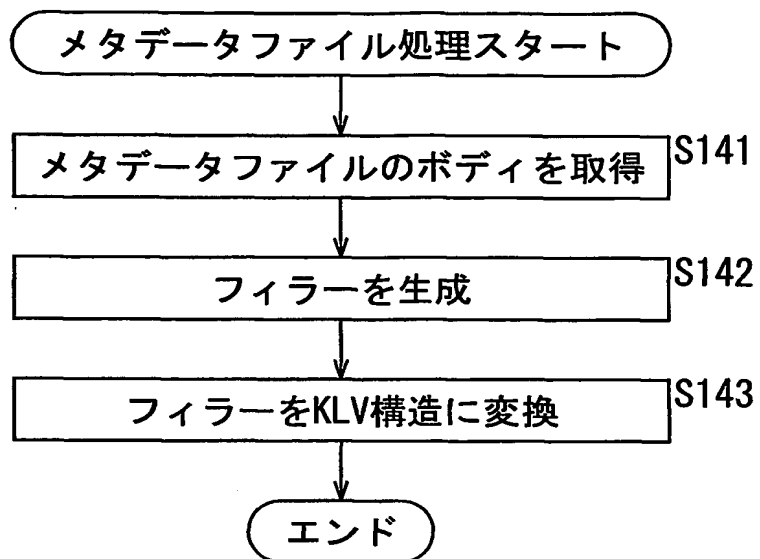 メタデータファイル処理スタート
メタデータファイルのボディを取得
S141
フィラーを生成
S142
フィラーをKLV構造に変換
S143
エンド